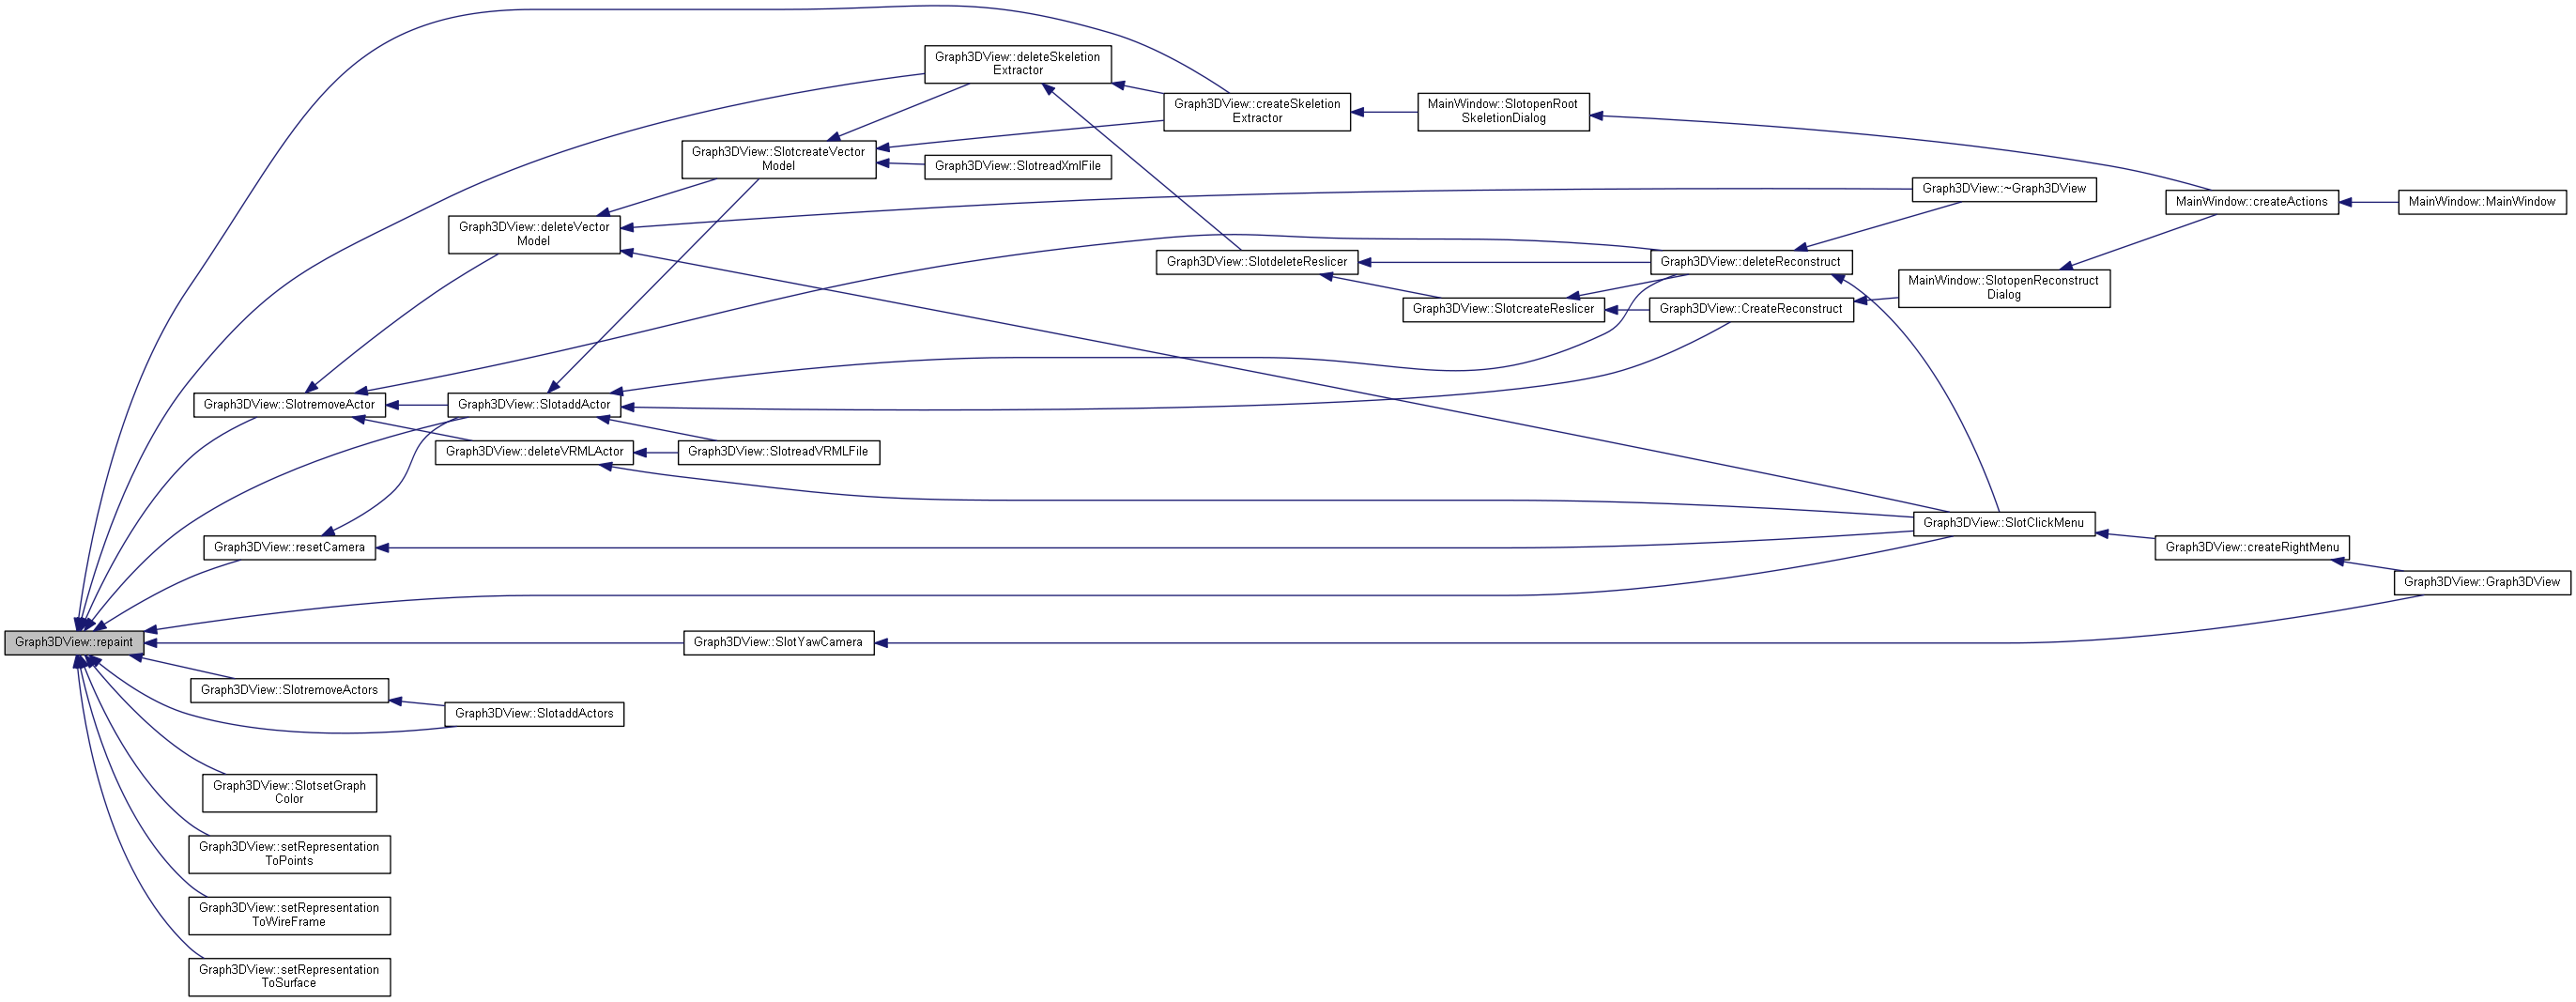 Graph3DView::deleteSkeletion
Extractor
Graph3DView::createSkeletion
Extractor
MainWindow::SlotopenRoot
SkeletionDialog
Graph3DView::SlotcreateVector
Model
Graph3DView::SlotreadXmlFile
Graph3DView::~Graph3DView
MainWindow::createActions
MainWindow::MainWindow
Graph3DView::deleteVector
Model
Graph3DView::SlotdeleteReslicer
Graph3DView::deleteReconstruct
MainWindow::SlotopenReconstruct
Dialog
Graph3DView::SlotcreateReslicer
Graph3DView::CreateReconstruct
Graph3DView::SlotremoveActor
Graph3DView::SlotaddActor
Graph3DView::deleteVRMLActor
Graph3DView::SlotreadVRMLFile
Graph3DView::SlotClickMenu
Graph3DView::resetCamera
Graph3DView::createRightMenu
Graph3DView::Graph3DView
Graph3DView::repaint
Graph3DView::SlotYawCamera
Graph3DView::SlotremoveActors
Graph3DView::SlotaddActors
Graph3DView::SlotsetGraph
Color
Graph3DView::setRepresentation
ToPoints
Graph3DView::setRepresentation
ToWireFrame
Graph3DView::setRepresentation
ToSurface